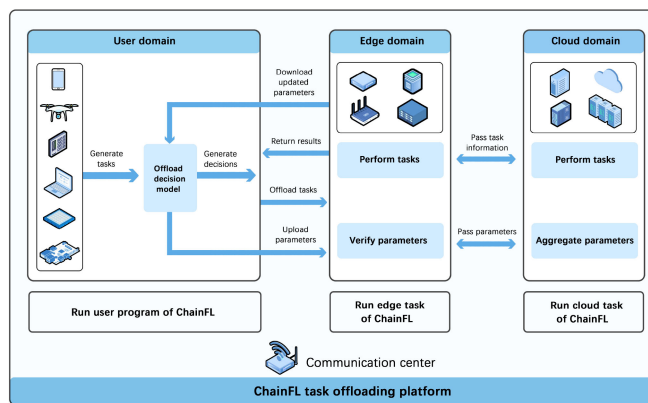 User domain
Edge domain
Cloud domain
Download
updated
parameters
Return results
Pass task
information
Generate
tasks
Offload
decision
model
Generate
decisions
Perform tasks
Perform tasks
Offload tasks
Upload
parameters
Verify parameters
Pass parameters
Aggregate parameters
Run user program of ChainFL
Run edge task
of ChainFL
Run cloud task
of ChainFL
Communication center
ChainFL task offloading platform